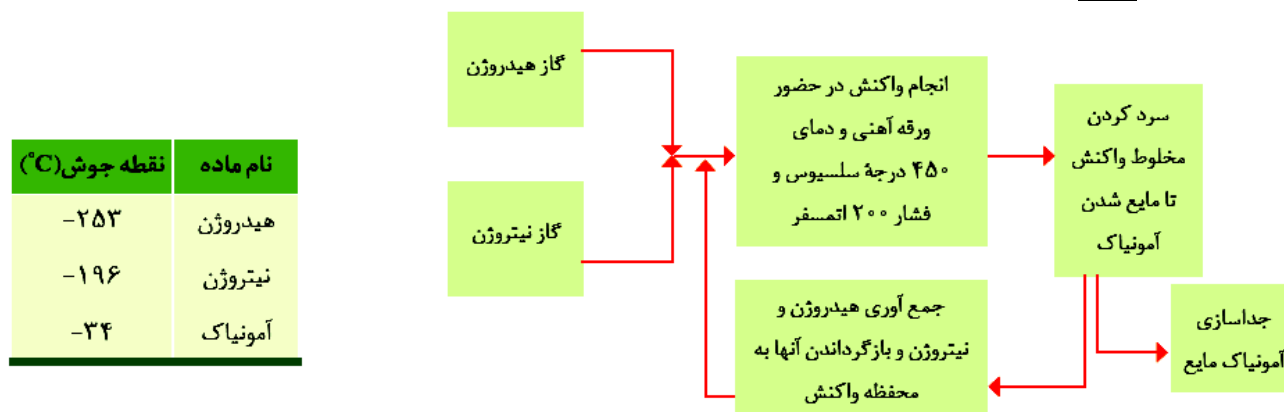 نام ماده نقطه جوش(°C)
هیدروژن −۲۵۳
نیتروژن −۱۹۶
آمونیاک −۳۴
گاز هیدروژن
گاز نیتروژن
انجام واکنش در حضور
ورقه آهنی و دمای
۴۵۰ درجهٔ سلسیوس و
فشار ۲۰۰ اتمسفر
سرد کردن
مخلوط واکنش
تا مایع شدن
آمونیاک
جداسازی
آمونیاک مایع
جمع آوری هیدروژن و
نیتروژن و بازگرداندن آنها به
محفظه واکنش